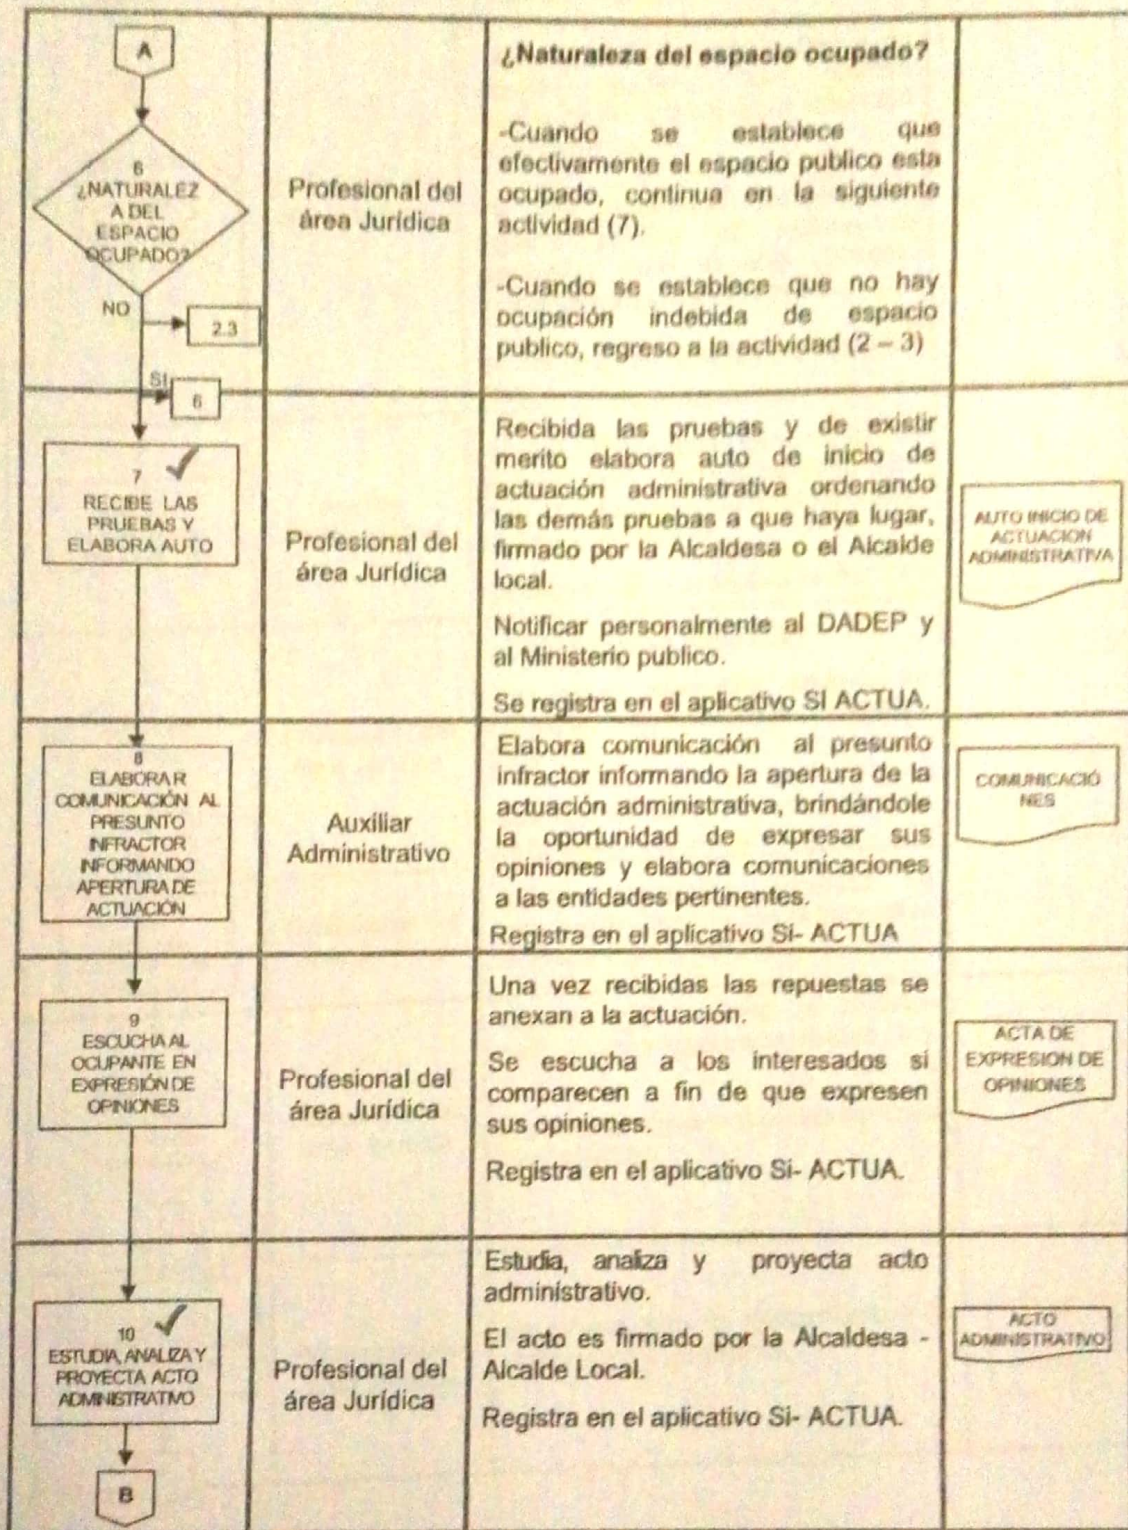 A
6
¿NATURALEZ
A DEL
ESPACIO
OCUPADO?
NO
2.3
SI
6
Profesional del
área Jurídica
¿Naturaleza del espacio ocupado?
-Cuando se establece que
efectivamente el espacio publico esta
ocupado, continua en la siguiente
actividad (7).
-Cuando se establece que no hay
ocupación indebida de espacio
publico, regreso a la actividad (2 – 3)
7
RECIBE LAS
PRUEBAS Y
ELABORA AUTO
Profesional del
área Jurídica
Recibida las pruebas y de existir
merito elabora auto de inicio de
actuación administrativa ordenando
las demás pruebas a que haya lugar,
firmado por la Alcaldesa o el Alcalde
local.
Notificar personalmente al DADEP y
al Ministerio publico.
Se registra en el aplicativo SI ACTUA.
AUTO INICIO DE
ACTUACION
ADMINISTRATIVA
8
ELABORAR
COMUNICACIÓN AL
PRESUNTO
INFRACTOR
INFORMANDO
APERTURA DE
ACTUACIÓN
Auxiliar
Administrativo
Elabora comunicación al presunto
infractor informando la apertura de la
actuación administrativa, brindándole
la oportunidad de expresar sus
opiniones y elabora comunicaciones
a las entidades pertinentes.
Registra en el aplicativo Si- ACTUA
COMUNICACIÓ
NES
9
ESCUCHA AL
OCUPANTE EN
EXPRESIÓN DE
OPINIONES
Profesional del
área Jurídica
Una vez recibidas las repuestas se
anexan a la actuación.
Se escucha a los interesados si
comparecen a fin de que expresen
sus opiniones.
Registra en el aplicativo Si- ACTUA.
ACTA DE
EXPRESION DE
OPINIONES
10
ESTUDIA, ANALIZA Y
PROYECTA ACTO
ADMINISTRATIVO
Profesional del
área Jurídica
Estudia, analiza y proyecta acto
administrativo.
El acto es firmado por la Alcaldesa -
Alcalde Local.
Registra en el aplicativo Si- ACTUA.
ACTO
ADMINISTRATIVO
B